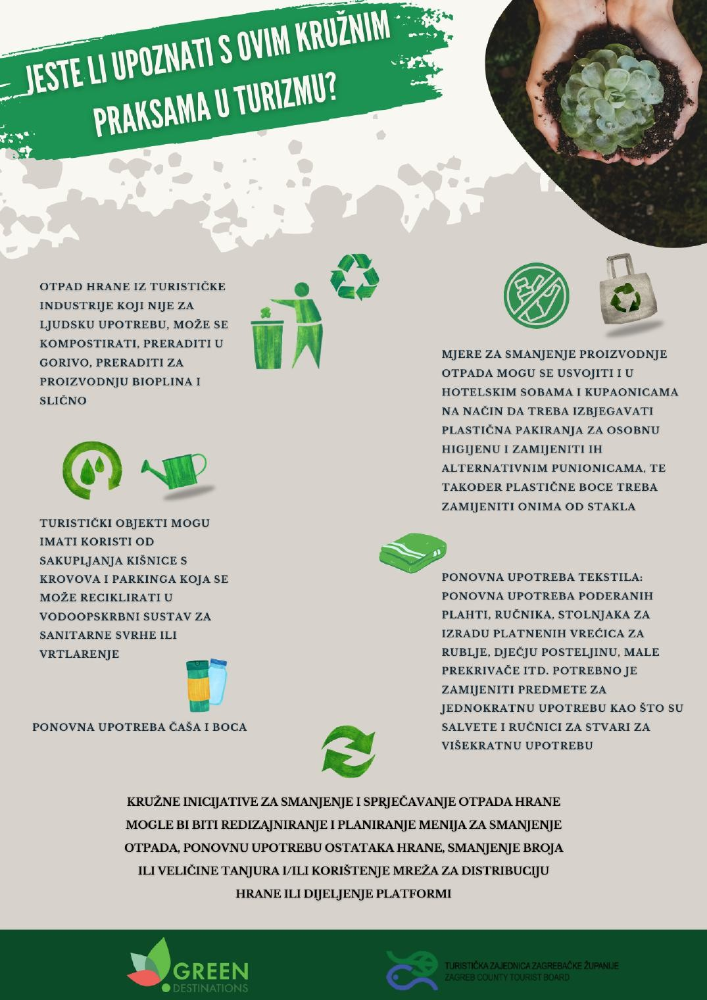 JESTE LI UPOZNATI S OVIM KRUŽNIM
PRAKSAMA U TURIZMU?
OTPAD HRANE IZ TURISTIČKE
INDUSTRIJE KOJI NIJE ZA
LJUDSKU UPOTREBU, MOŽE SE
KOMPOSTIRATI, PRERADITI U
GORIVO, PRERADITI ZA
PROIZVODNJU BIOPLINA I
SLIČNO
MJERE ZA SMANJENJE PROIZVODNJE
OTPADA MOGU SE USVOJITI I U
HOTELSKIM SOBAMA I KUPAONICAMA
NA NAČIN DA TREBA IZBJEGAVATI
PLASTIČNA PAKIRANJA ZA OSOBNU
HIGIJENU I ZAMIJENITI IH
ALTERNATIVNIM PUNIONICAMA, TE
TAKOĐER PLASTIČNE BOCE TREBA
ZAMIJENITI ONIMA OD STAKLA
TURISTIČKI OBJEKTI MOGU
IMATI KORISTI OD
SAKUPLJANJA KIŠNICE S
KROVOVA I PARKINGA KOJA SE
MOŽE RECIKLIRATI U
VODOOPSKRBNI SUSTAV ZA
SANITARNE SVRHE ILI
VRTLARENJE
PONOVNA UPOTREBA TEKSTILA:
PONOVNA UPOTREBA PODERANIH
PLAHTI, RUČNIKA, STOLNJAKA ZA
IZRADU PLATNENIH VREĆICA ZA
RUBLJE, DJEČJU POSTELJINU, MALE
PREKRIVAČE ITD. POTREBNO JE
ZAMIJENITI PREDMETE ZA
JEDNOKRATNU UPOTREBU KAO ŠTO SU
SALVETE I RUČNICI ZA STVARI ZA
VIŠEKRATNU UPOTREBU
PONOVNA UPOTREBA ČAŠA I BOCA
KRUŽNE INICIJATIVE ZA SMANJENJE I SPRJEČAVANJE OTPADA HRANE
MOGLE BI BITI REDIZAJNIRANJE I PLANIRANJE MENIJA ZA SMANJENJE
OTPADA, PONOVNU UPOTREBU OSTATAKA HRANE, SMANJENJE BROJA
ILI VELIČINE TANJURA I/ILI KORIŠTENJE MREŽA ZA DISTRIBUCIJU
HRANE ILI DIJELJENJE PLATFORMI
GREEN
DESTINATIONS
TURISTIČKA ZAJEDNICA ZAGREBAČKE ŽUPANIJE
ZAGREB COUNTY TOURIST BOARD